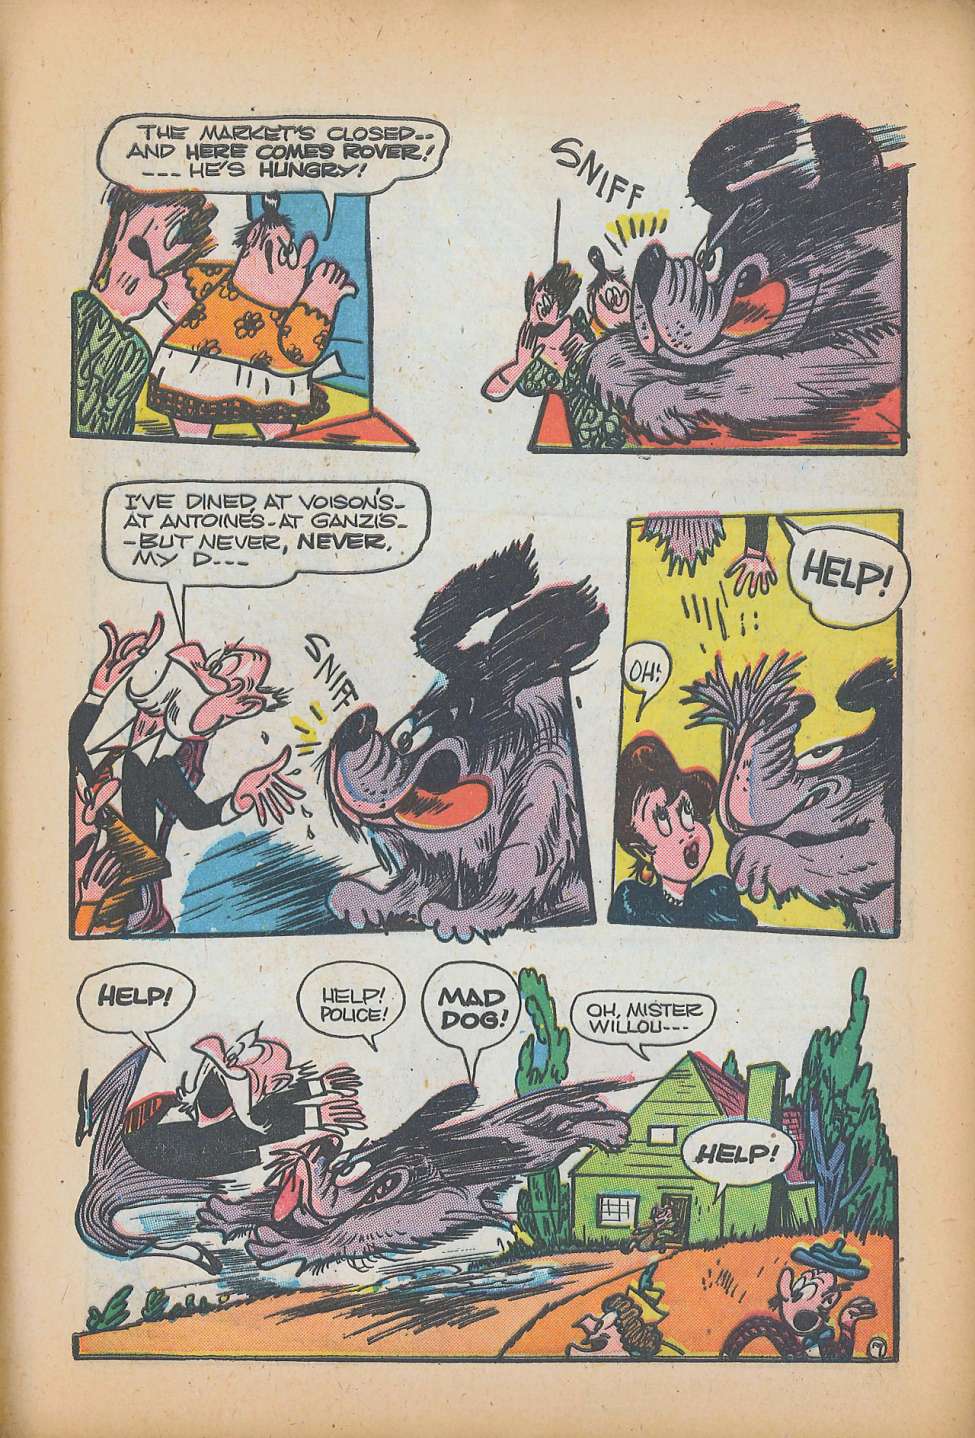 THE MARKET'S CLOSED--
AND HERE COMES ROVER!
--- HE'S HUNGRY!
SNIFF
I'VE DINED AT VOISON'S-
AT ANTOINE'S-AT GANZI'S-
-BUT NEVER, NEVER,
MY D---
SNIFF
HELP!
OH!
HELP!
HELP!
POLICE!
MAD
DOG!
OH, MISTER
WILLOU---
HELP!
7